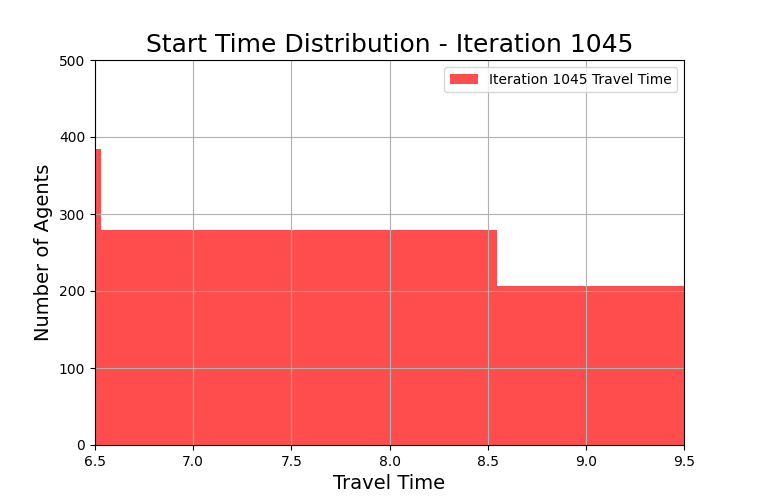 Start Time Distribution - Iteration 1045
Iteration 1045 Travel Time
Number of Agents
500
400
300
200
100
0
6.5 7.0 7.5 8.0 8.5 9.0 9.5
Travel Time